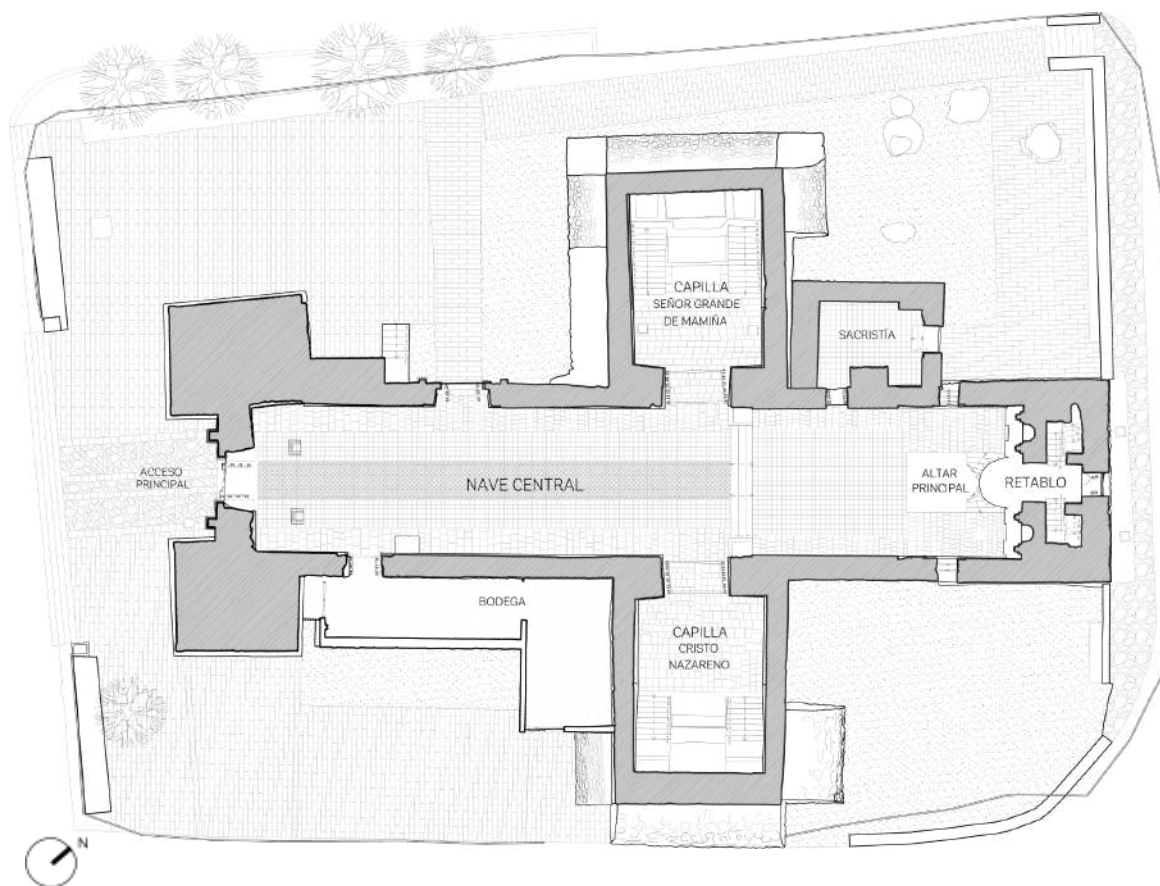 CAPILLA
SEÑOR GRANDE
DE MAMIÑA
SACRISTÍA
ACCESO
PRINCIPAL
NAVE CENTRAL
ALTAR
PRINCIPAL
RETABLO
BODEGA
CAPILLA
CRISTO
NAZARENO
N